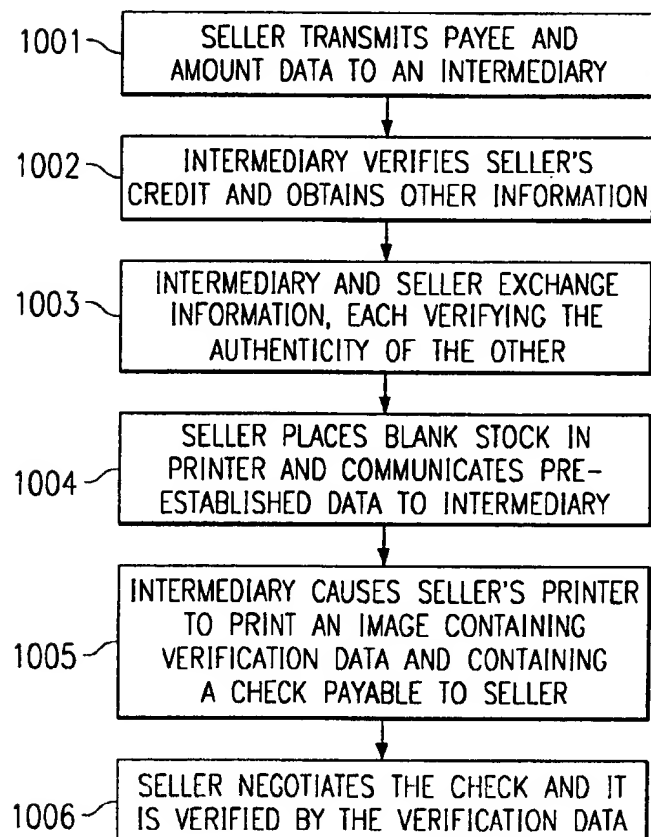 1001
SELLER TRANSMITS PAYEE AND
AMOUNT DATA TO AN INTERMEDIARY
1002
INTERMEDIARY VERIFIES SELLER'S
CREDIT AND OBTAINS OTHER INFORMATION
1003
INTERMEDIARY AND SELLER EXCHANGE
INFORMATION, EACH VERIFYING THE
AUTHENTICITY OF THE OTHER
1004
SELLER PLACES BLANK STOCK IN
PRINTER AND COMMUNICATES PRE-
ESTABLISHED DATA TO INTERMEDIARY
1005
INTERMEDIARY CAUSES SELLER'S PRINTER
TO PRINT AN IMAGE CONTAINING
VERIFICATION DATA AND CONTAINING
A CHECK PAYABLE TO SELLER
1006
SELLER NEGOTIATES THE CHECK AND IT
IS VERIFIED BY THE VERIFICATION DATA